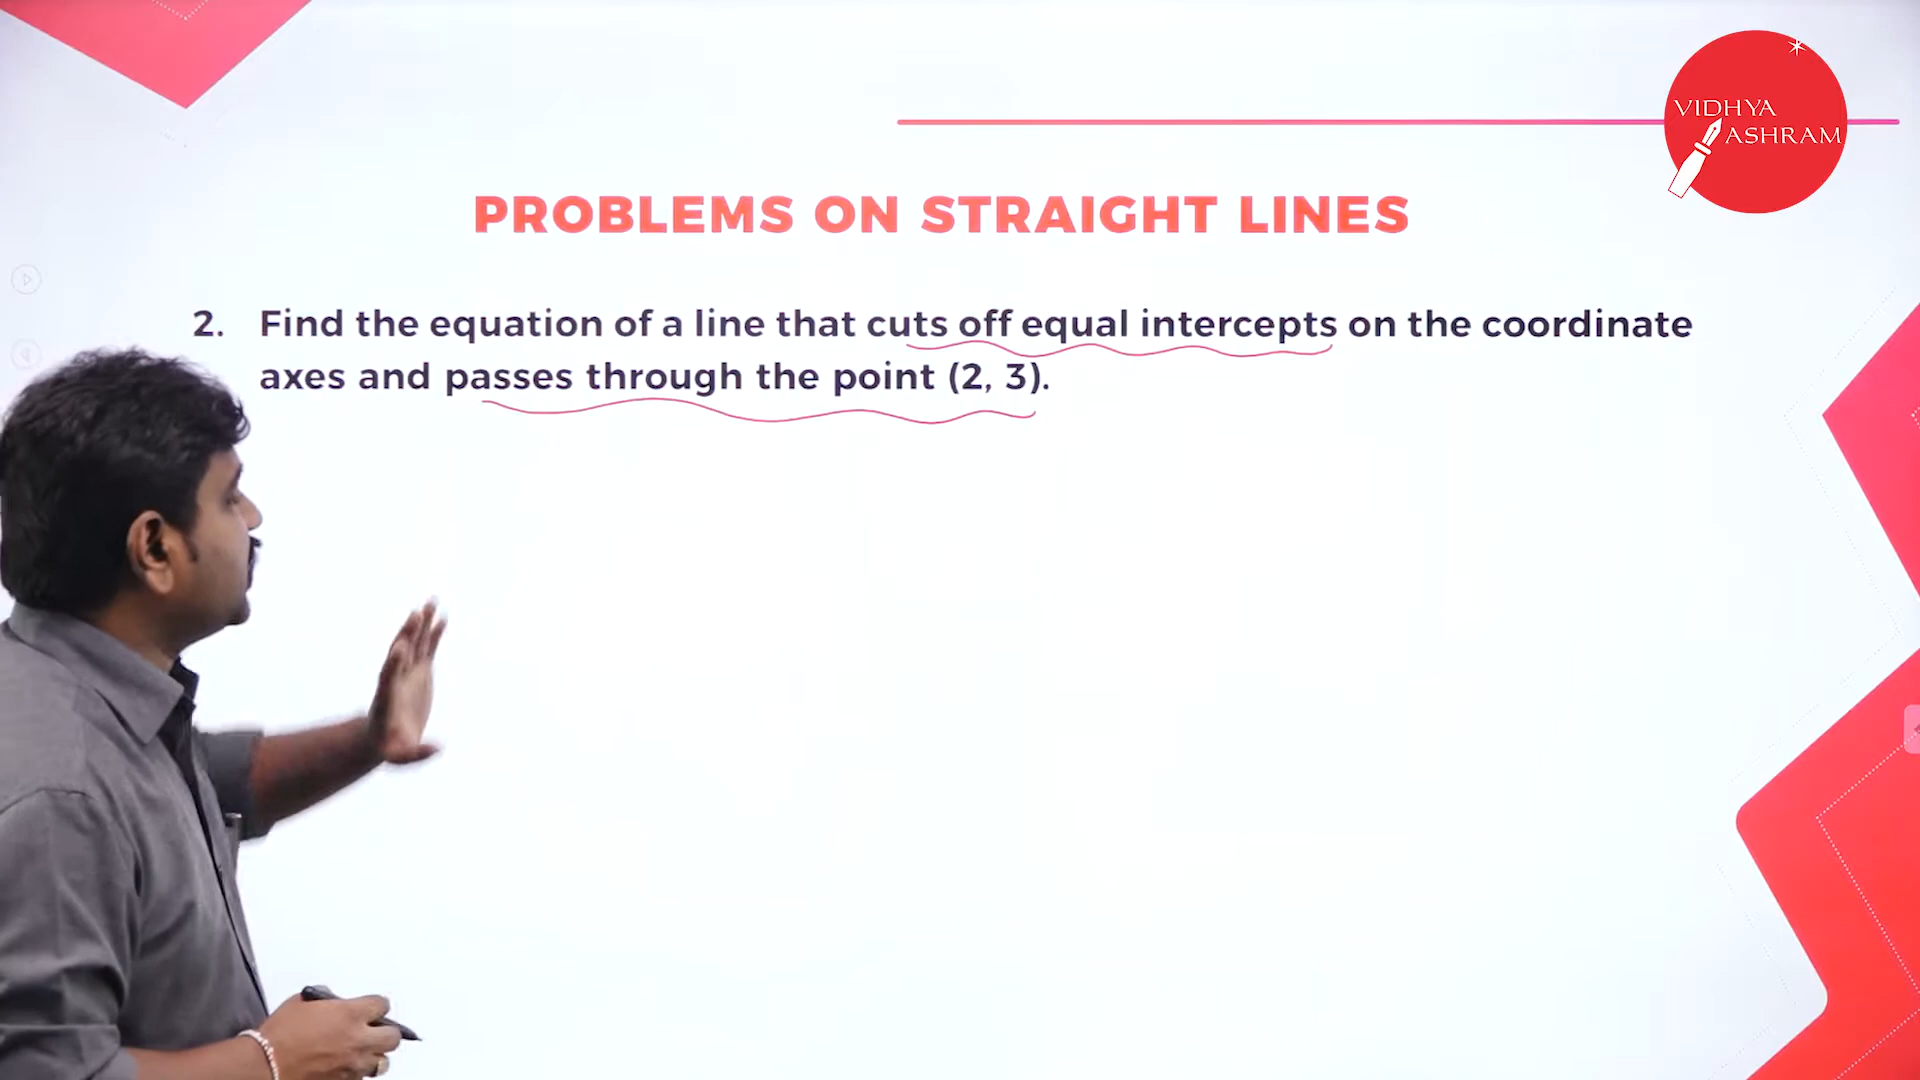 VIDHYA
ASHRAM
PROBLEMS ON STRAIGHT LINES
2. Find the equation of a line that cuts off equal intercepts on the coordinate
axes and passes through the point (2, 3).